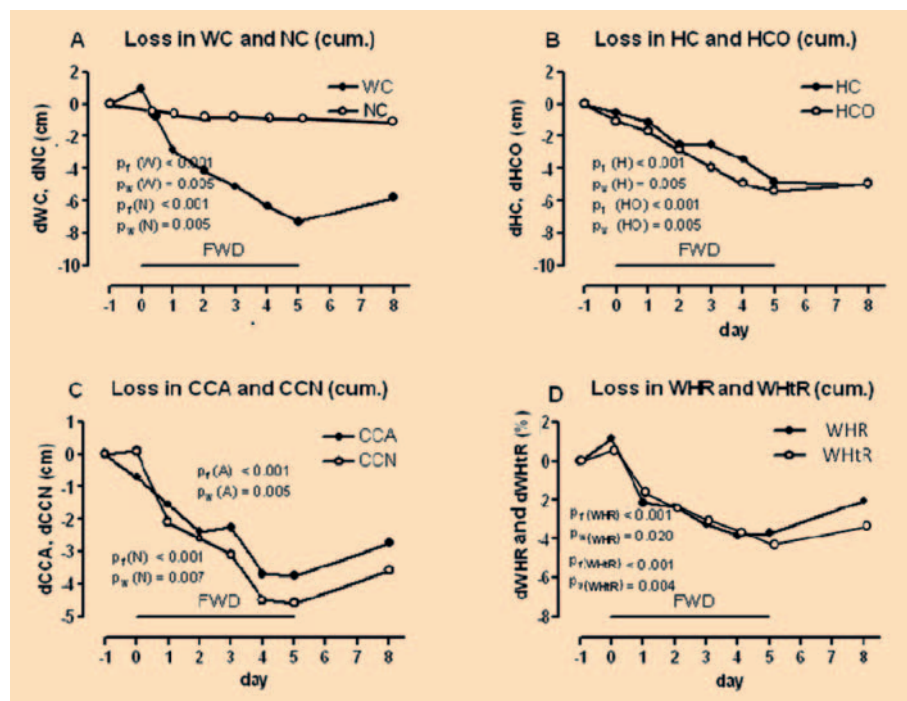 A Loss in WC and NC (cum.)
dWC, dNC (cm)
2
0
-2
-4
-6
-8
-10
WC
NC
pf (W) < 0.001
pw (W) = 0.005
pf (N) < 0.001
pw (N) = 0.005
FWD
-1 0 1 2 3 4 5 6 7 8
B Loss in HC and HCO (cum.)
dHC, dHCO (cm)
2
0
-2
-4
-6
-8
-10
HC
HCO
pf (H) < 0.001
pw (H) = 0.005
pf (HO) < 0.001
pw (HO) = 0.005
FWD
-1 0 1 2 3 4 5 6 7 8
day
C Loss in CCA and CCN (cum.)
dCCA, dCCN (cm)
1
0
-1
-2
-3
-4
-5
CCA
CCN
pf (A) < 0.001
pw (A) = 0.005
pf (N) < 0.001
pw (N) = 0.007
FWD
-1 0 1 2 3 4 5 6 7 8
day
D Loss in WHR and WHtR (cum.)
dWHR and dWHtR (%)
2
0
2
-4
-6
-8
WHR
WHtR
pf (WHR) < 0.001
pw (WHR) = 0.020
pf (WHtR) < 0.001
(WHtR) = 0.004
FWD
-1 0 1 2 3 4 5 6 7 8
day